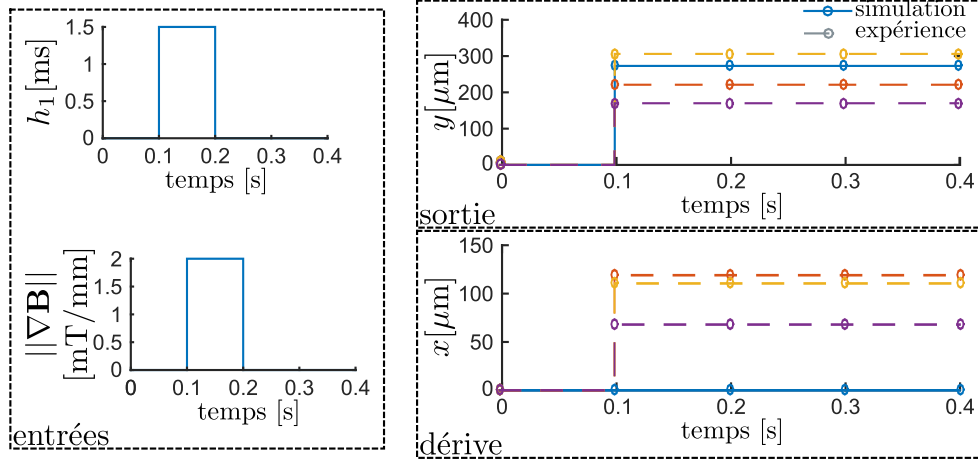 h₁[ms]
1.5
1
0.5
0
0 0.1 0.2 0.3 0.4
temps [s]
||∇B||
[mT/mm]
2
1.5
1
0.5
0
0 0.1 0.2 0.3 0.4
temps [s]
entrées
simulation
expérience
y[μm]
400
300
200
100
0
0 0.1 0.2 0.3 0.4
temps [s]
sortie
x[μm]
150
100
50
0
0 0.1 0.2 0.3 0.4
temps [s]
dérive